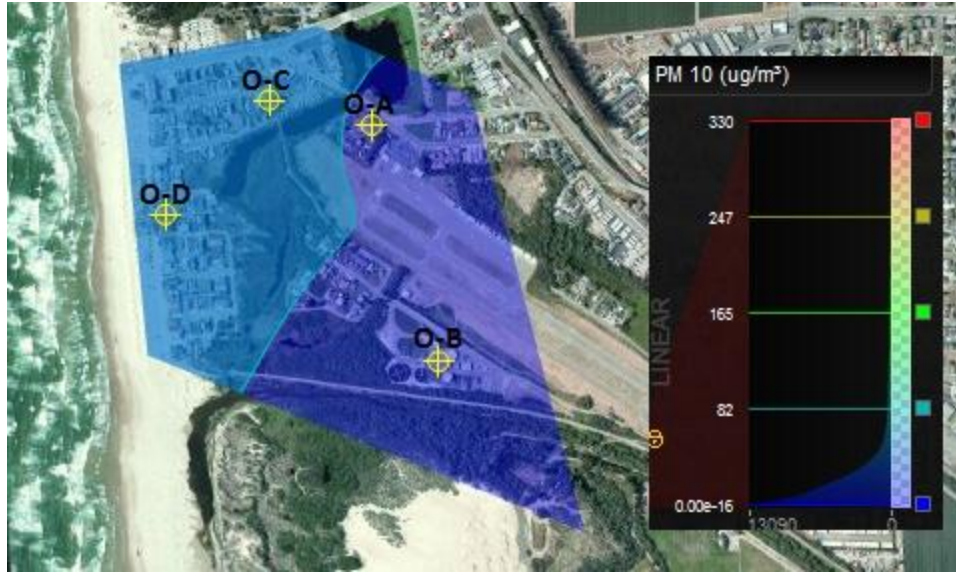 PM 10 (ug/m³)
O-C
O-A
330
O-D
247
165
LINEAR
O-B
82
0.00e-16
13090
0